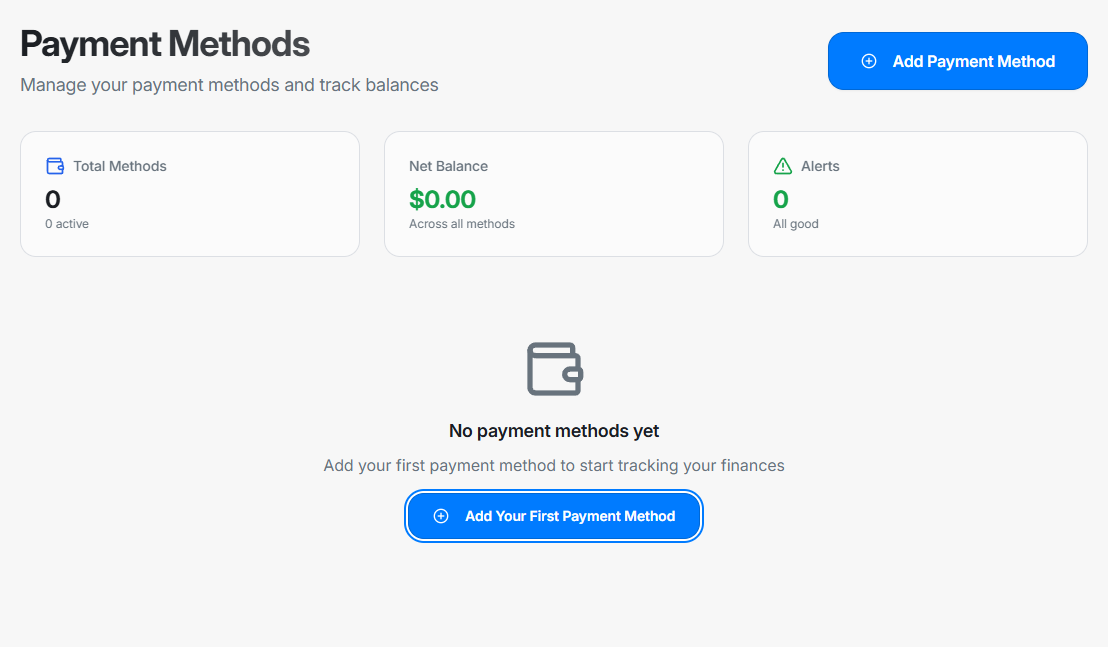 Payment Methods
Manage your payment methods and track balances
Add Payment Method
Total Methods
0
0 active
Net Balance
$0.00
Across all methods
Alerts
0
All good
No payment methods yet
Add your first payment method to start tracking your finances
Add Your First Payment Method